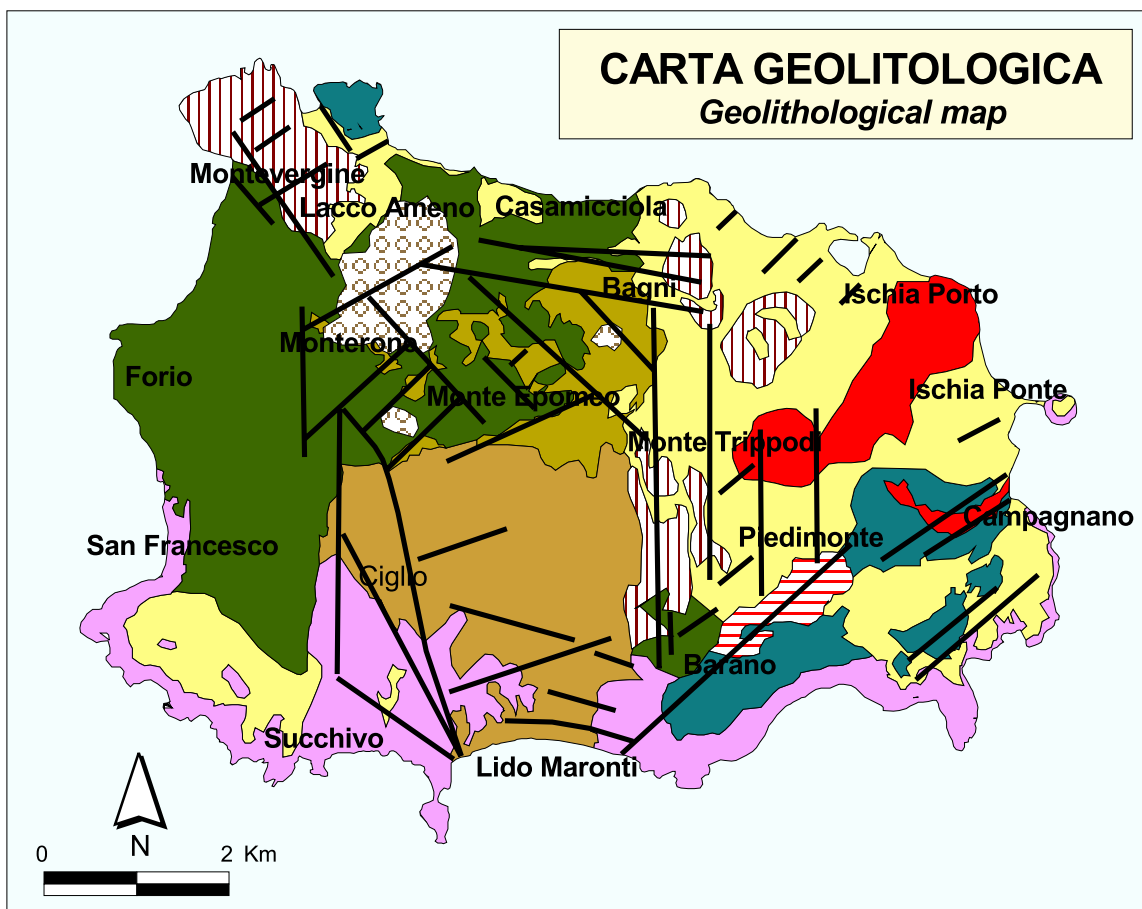 CARTA GEOLITOLOGICA
Geolithological map
Montevergine
Lacco Ameno
Casamicciola
Bagni
Ischia Porto
Monterone
Forio
Monte Epomeo
Ischia Ponte
Monte Trippodi
Campagnano
San Francesco
Piedimonte
Ciglio
Barano
Succhivo
Lido Maronti
N
0 2 Km